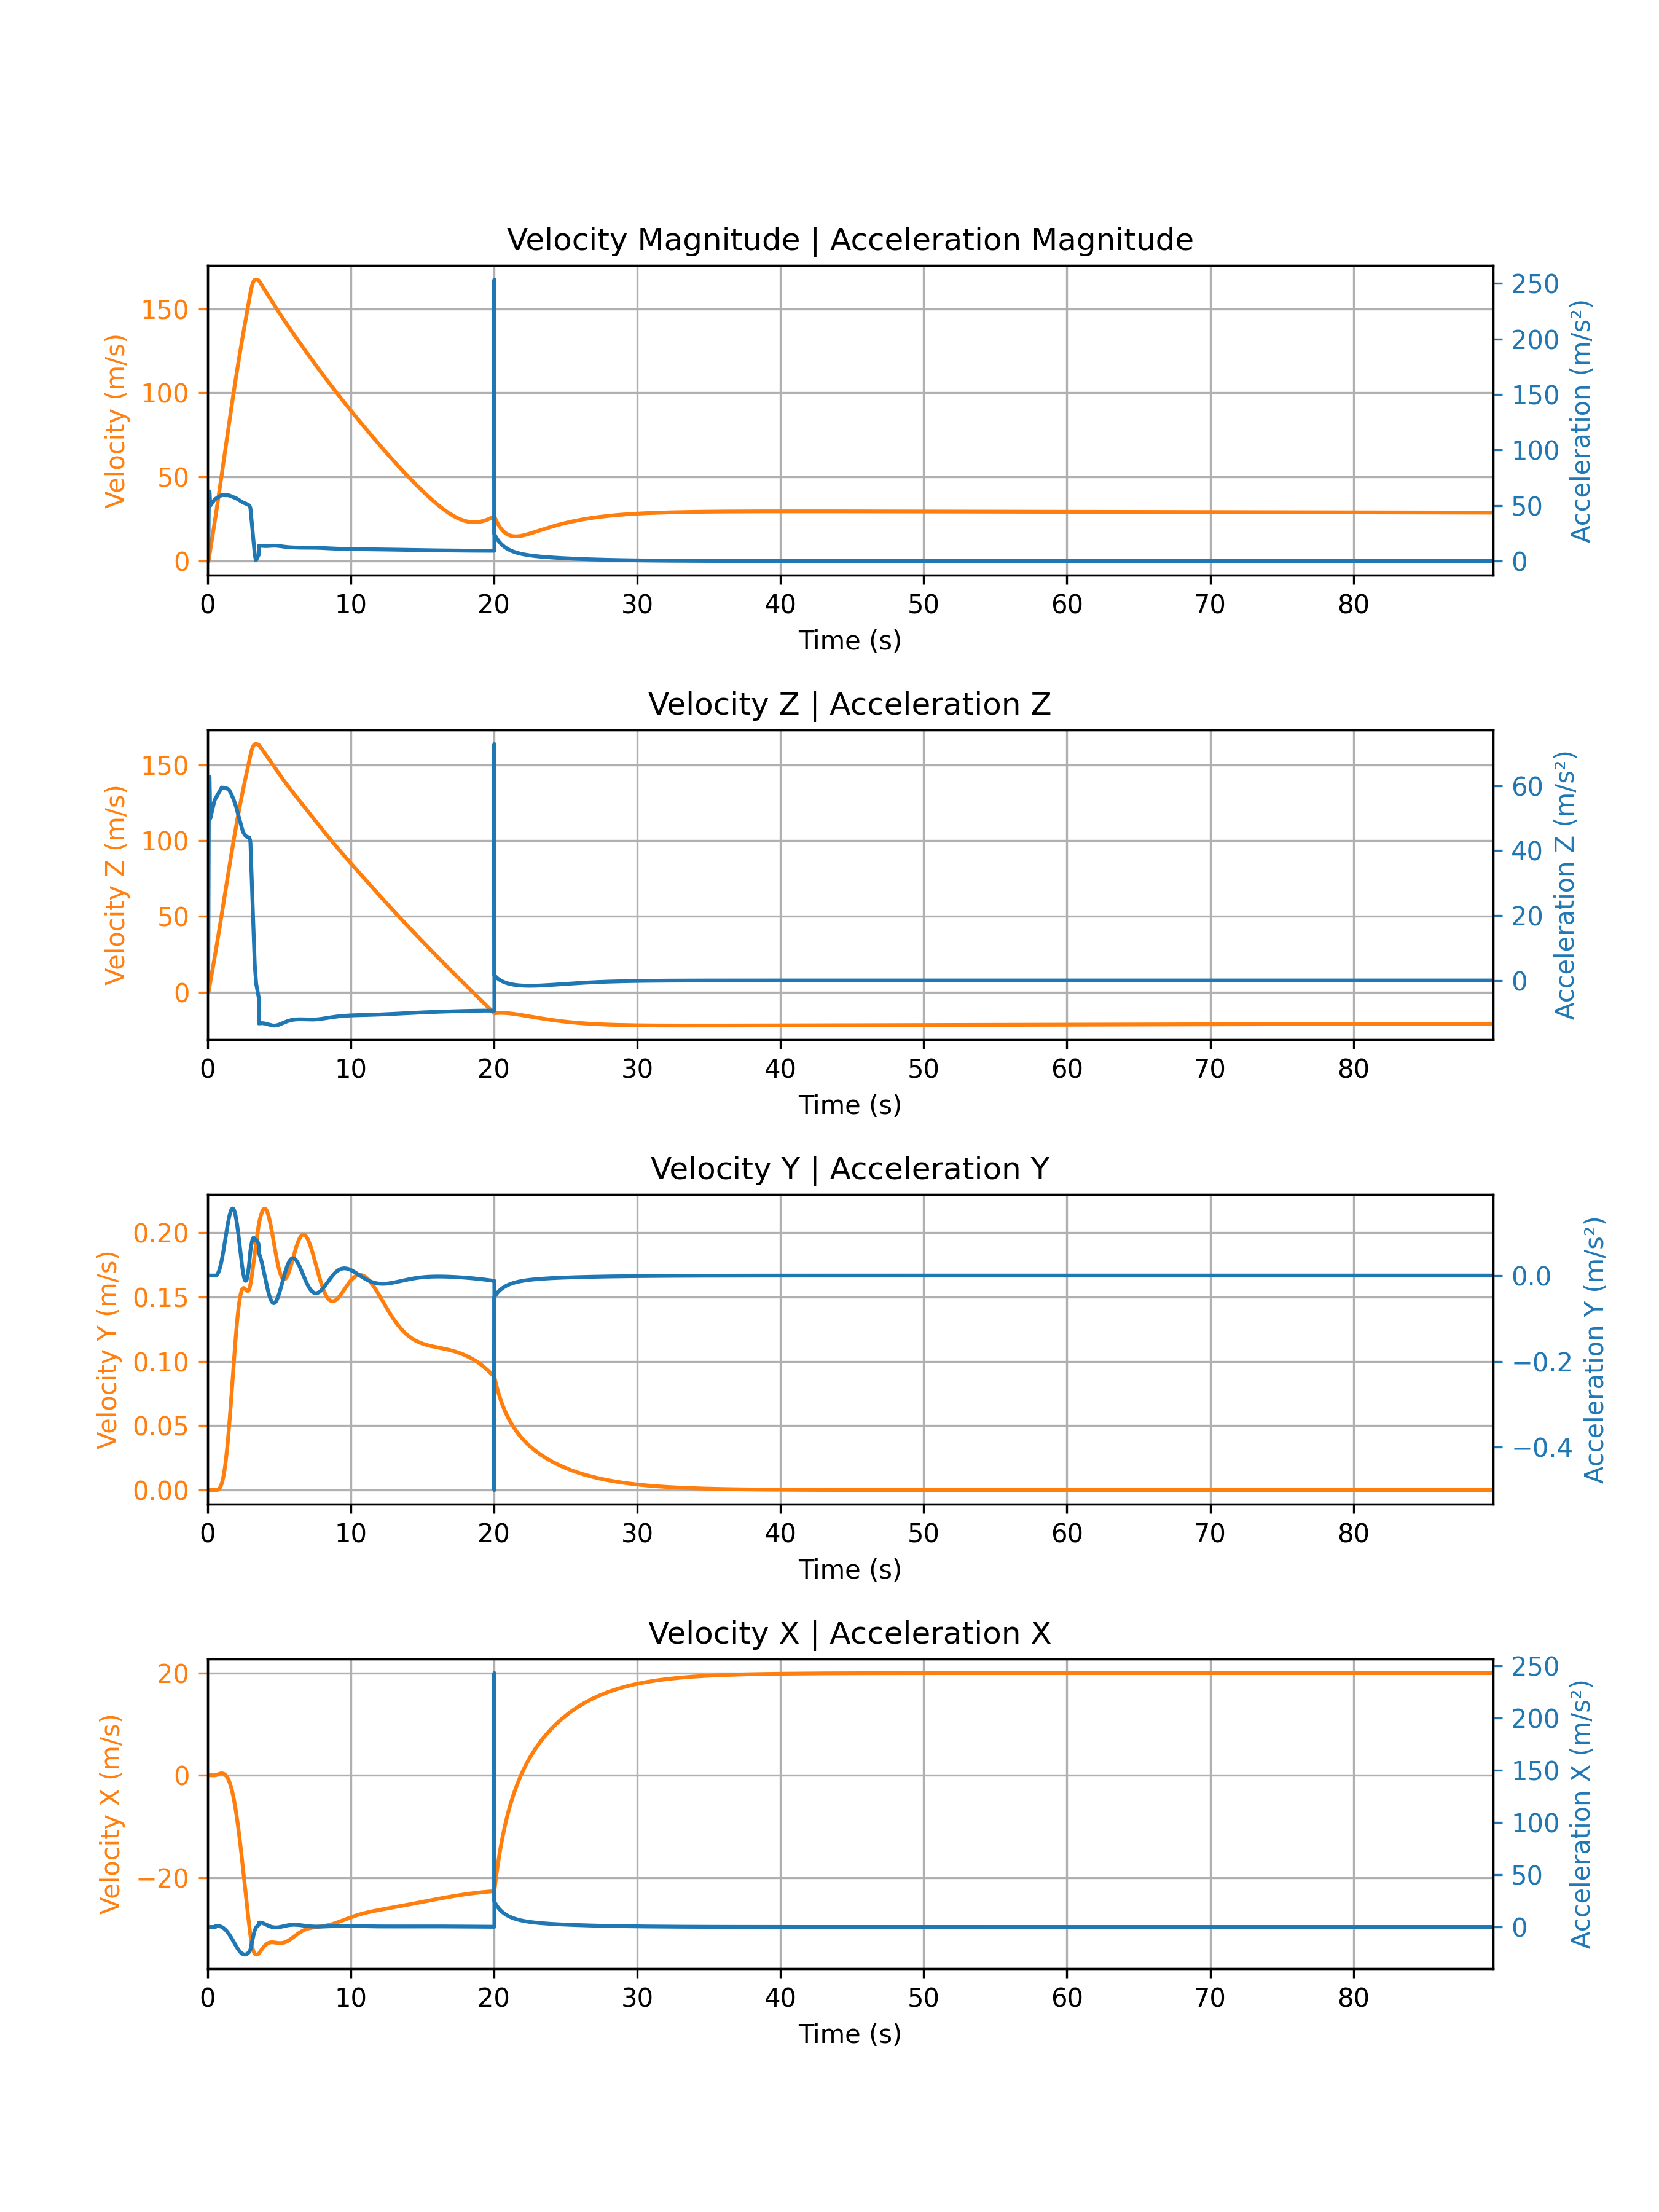 Velocity Magnitude | Acceleration Magnitude
Velocity (m/s)
150
100
50
0
250
200
150
100
50
0
Acceleration (m/s²)
0 10 20 30 40 50 60 70 80
Time (s)
Velocity Z | Acceleration Z
Velocity Z (m/s)
150
100
50
0
60
40
20
0
Acceleration Z (m/s²)
0 10 20 30 40 50 60 70 80
Time (s)
Velocity Y | Acceleration Y
Velocity Y (m/s)
0.20
0.15
0.10
0.05
0.00
0.0
−0.2
−0.4
Acceleration Y (m/s²)
0 10 20 30 40 50 60 70 80
Time (s)
Velocity X | Acceleration X
Velocity X (m/s)
20
0
−20
250
200
150
100
50
0
Acceleration X (m/s²)
0 10 20 30 40 50 60 70 80
Time (s)